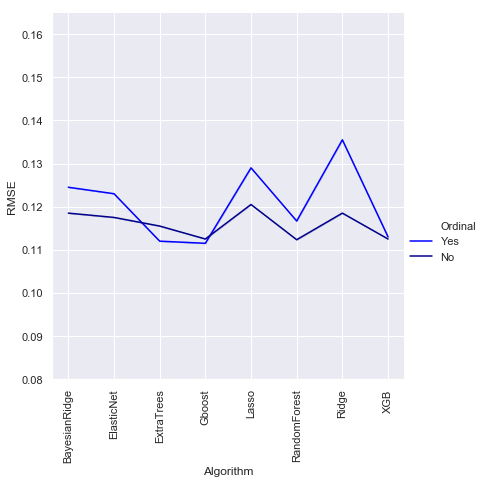 0.16
0.15
0.14
0.13
0.12
0.11
0.10
0.09
0.08
RMSE
BayesianRidge
ElasticNet
ExtraTrees
Gboost
Lasso
RandomForest
Ridge
XGB
Algorithm
Ordinal
Yes
No